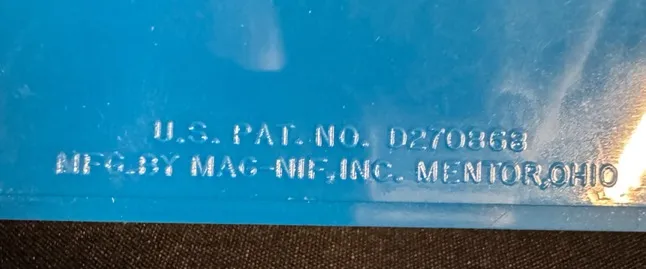 U.S. PAT. NO. D270868
MFG. BY MAG-NIF, INC. MENTOR, OHIO